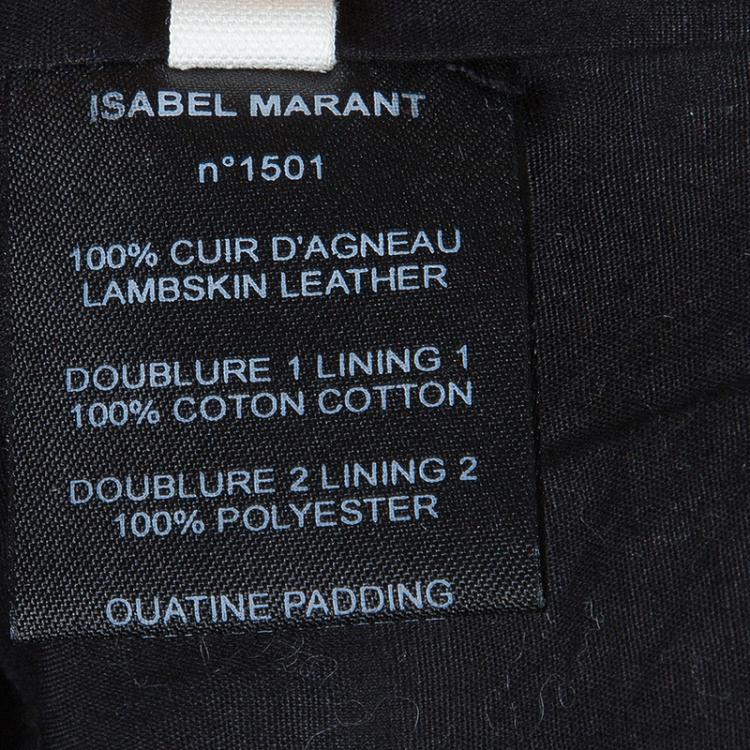 ISABEL MARANT
n°1501
100% CUIR D'AGNEAU
LAMBSKIN LEATHER
DOUBLURE 1 LINING 1
100% COTON COTTON
DOUBLURE 2 LINING 2
100% POLYESTER
OUATINE PADDING